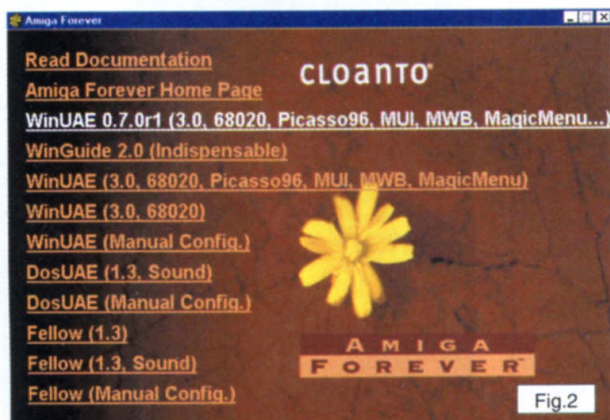 Amiga Forever
Read Documentation
CLOANTO®
Amiga Forever Home Page
WinUAE 0.7.0r1 (3.0, 68020, Picasso96, MUI, MWB, MagicMenu...)
WinGuide 2.0 (Indispensable)
WinUAE (3.0, 68020, Picasso96, MUI, MWB, MagicMenu)
WinUAE (3.0, 68020)
WinUAE (Manual Config.)
DosUAE (1.3, Sound)
DosUAE (Manual Config.)
Fellow (1.3)
Fellow (1.3, Sound)
Fellow (Manual Config.)
AMIGA
FOREVER™
Fig.2